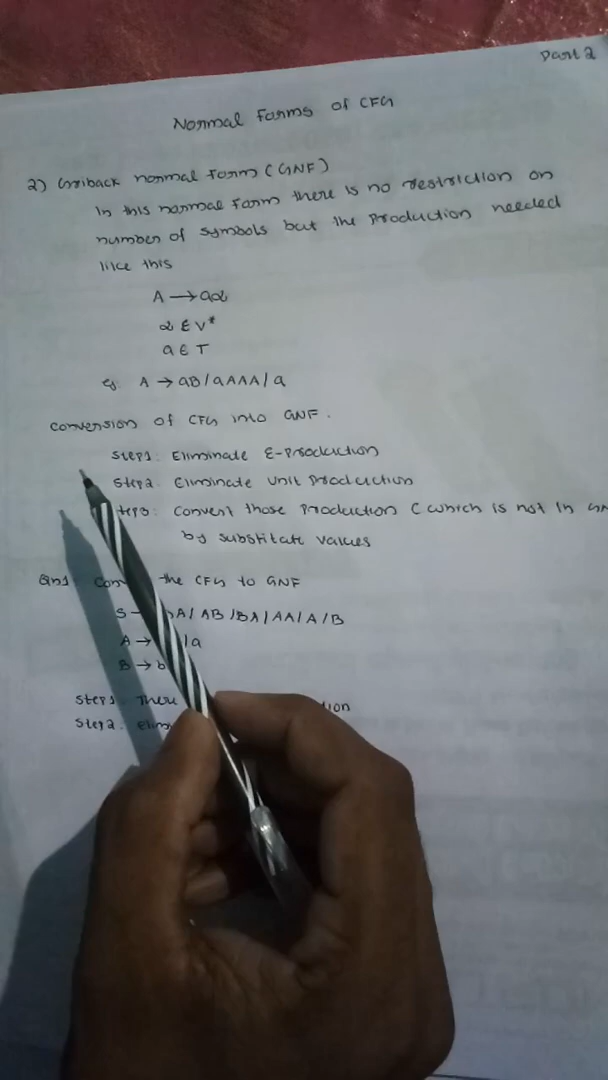 Part 2
Normal Forms of CFG
2) Griback normal form (GNF)
In this normal form there is no restriction on
number of symbols but the production needed
like this
A → aα
α ∈ V*
a ∈ T
eg A → aB/aAAA/a
Conversion of CFG into GNF.
Step1: Eliminate ε-Production
Step2: Eliminate Unit Production
Convert those Production (which is not in
by substitute values
Qn1 the CFG to GNF
S A/AB/BA/AA/A/B
A → /a
B → b
Step1: There
Step2: